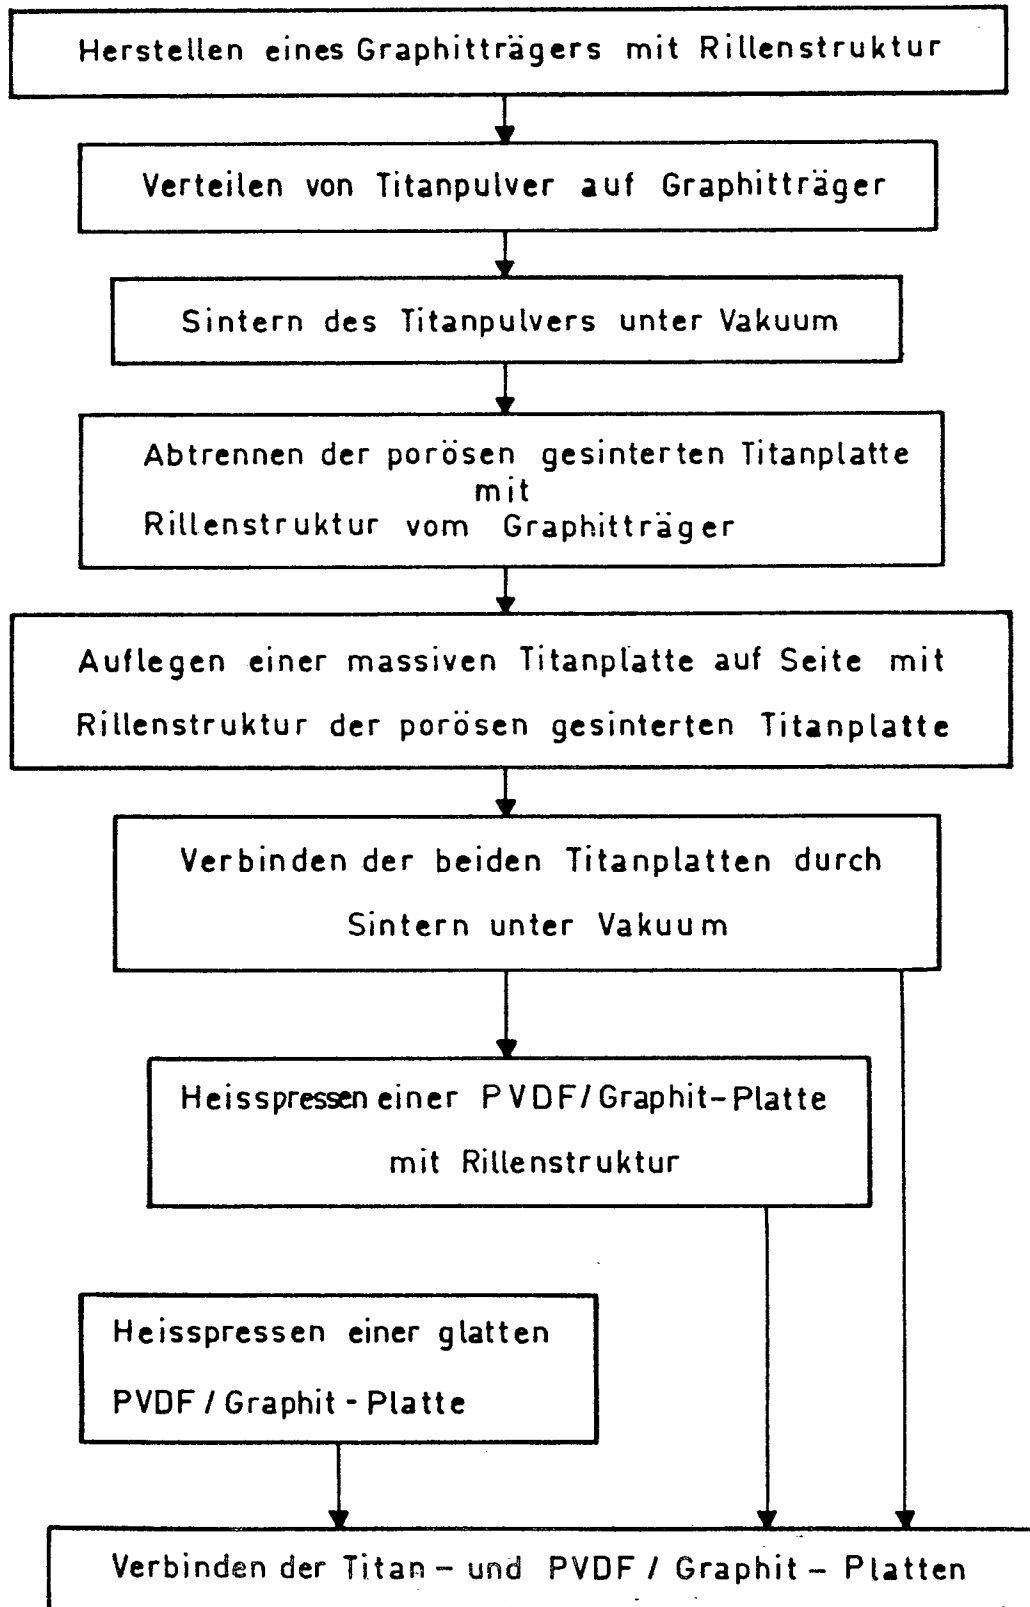 Herstellen eines Graphitträgers mit Rillenstruktur
Verteilen von Titanpulver auf Graphitträger
Sintern des Titanpulvers unter Vakuum
Abtrennen der porösen gesinterten Titanplatte
mit
Rillenstruktur vom Graphitträger
Auflegen einer massiven Titanplatte auf Seite mit
Rillenstruktur der porösen gesinterten Titanplatte
Verbinden der beiden Titanplatten durch
Sintern unter Vakuum
Heisspressen einer PVDF/Graphit-Platte
mit Rillenstruktur
Heisspressen einer glatten
PVDF / Graphit - Platte
Verbinden der Titan - und PVDF / Graphit - Platten